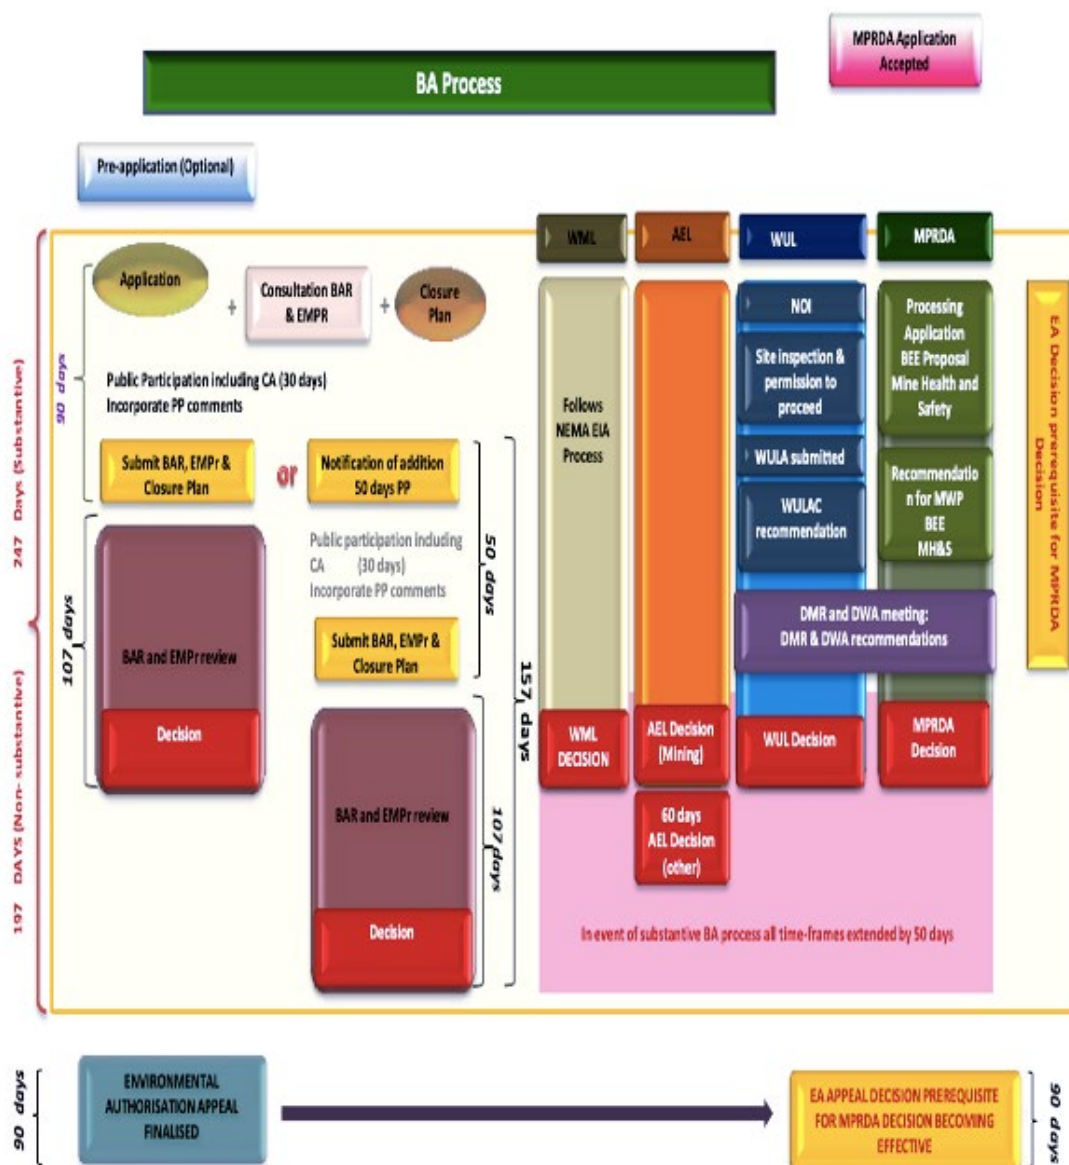 MPRDA Application
Accepted
BA Process
Pre-application (Optional)
WML
AEL
WUL
MPRDA
Application
+
Consultation BAR
& EMPR
+
Closure
Plan
90 days
Public Participation including CA (30 days)
Incorporate PP comments
Submit BAR, EMPr &
Closure Plan
or
Notification of addition
50 days PP
Public participation including
CA (30 days)
Incorporate PP comments
Submit BAR, EMPr &
Closure Plan
50, days
BAR and EMPr review
Decision
107 days
BAR and EMPr review
Decision
107 days
157, days
247 Days (Substantive)
197 DAYS (Non- substantive)
Follows
NEMA EIA
Process
WML
DECISION
AEL Decision
(Mining)
60 days
AEL Decision
(other)
NOI
Site inspection &
permission to
proceed
WULA submitted
WULAC
recommendation
WUL Decision
Processing
Application
BEE Proposal
Mine Health and
Safety
Recommendatio
n for MWP
BEE
MH&S
DMR and DWA meeting:
DMR & DWA recommendations
MPRDA
Decision
EA Decision prerequisite for MPRDA
Decision
In event of substantive BA process all time-frames extended by 50 days
90 days
ENVIRONMENTAL
AUTHORISATION APPEAL
FINALISED
EA APPEAL DECISION PREREQUISITE
FOR MPRDA DECISION BECOMING
EFFECTIVE
90 days